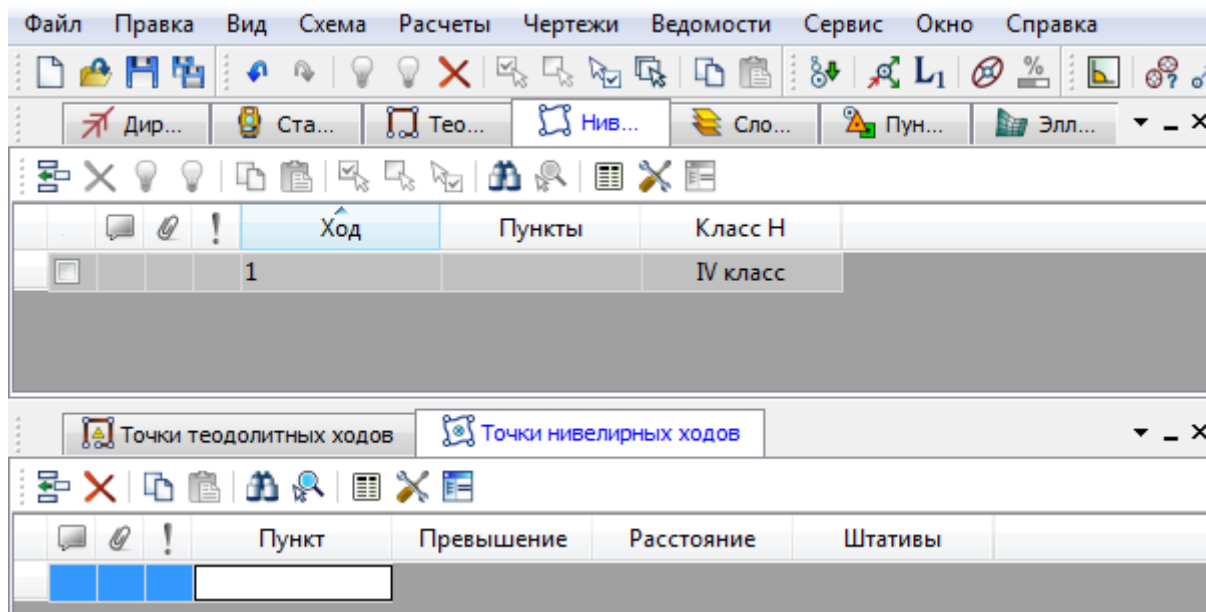 Файл Правка Вид Схема Расчеты Чертежи Ведомости Сервис Окно Справка
L1 %
Дир... Ста... Тео... Нив... Сло... Пун... Элл...
Ход Пункты Класс H
1 IV класс
Точки теодолитных ходов Точки нивелирных ходов
Пункт Превышение Расстояние Штативы